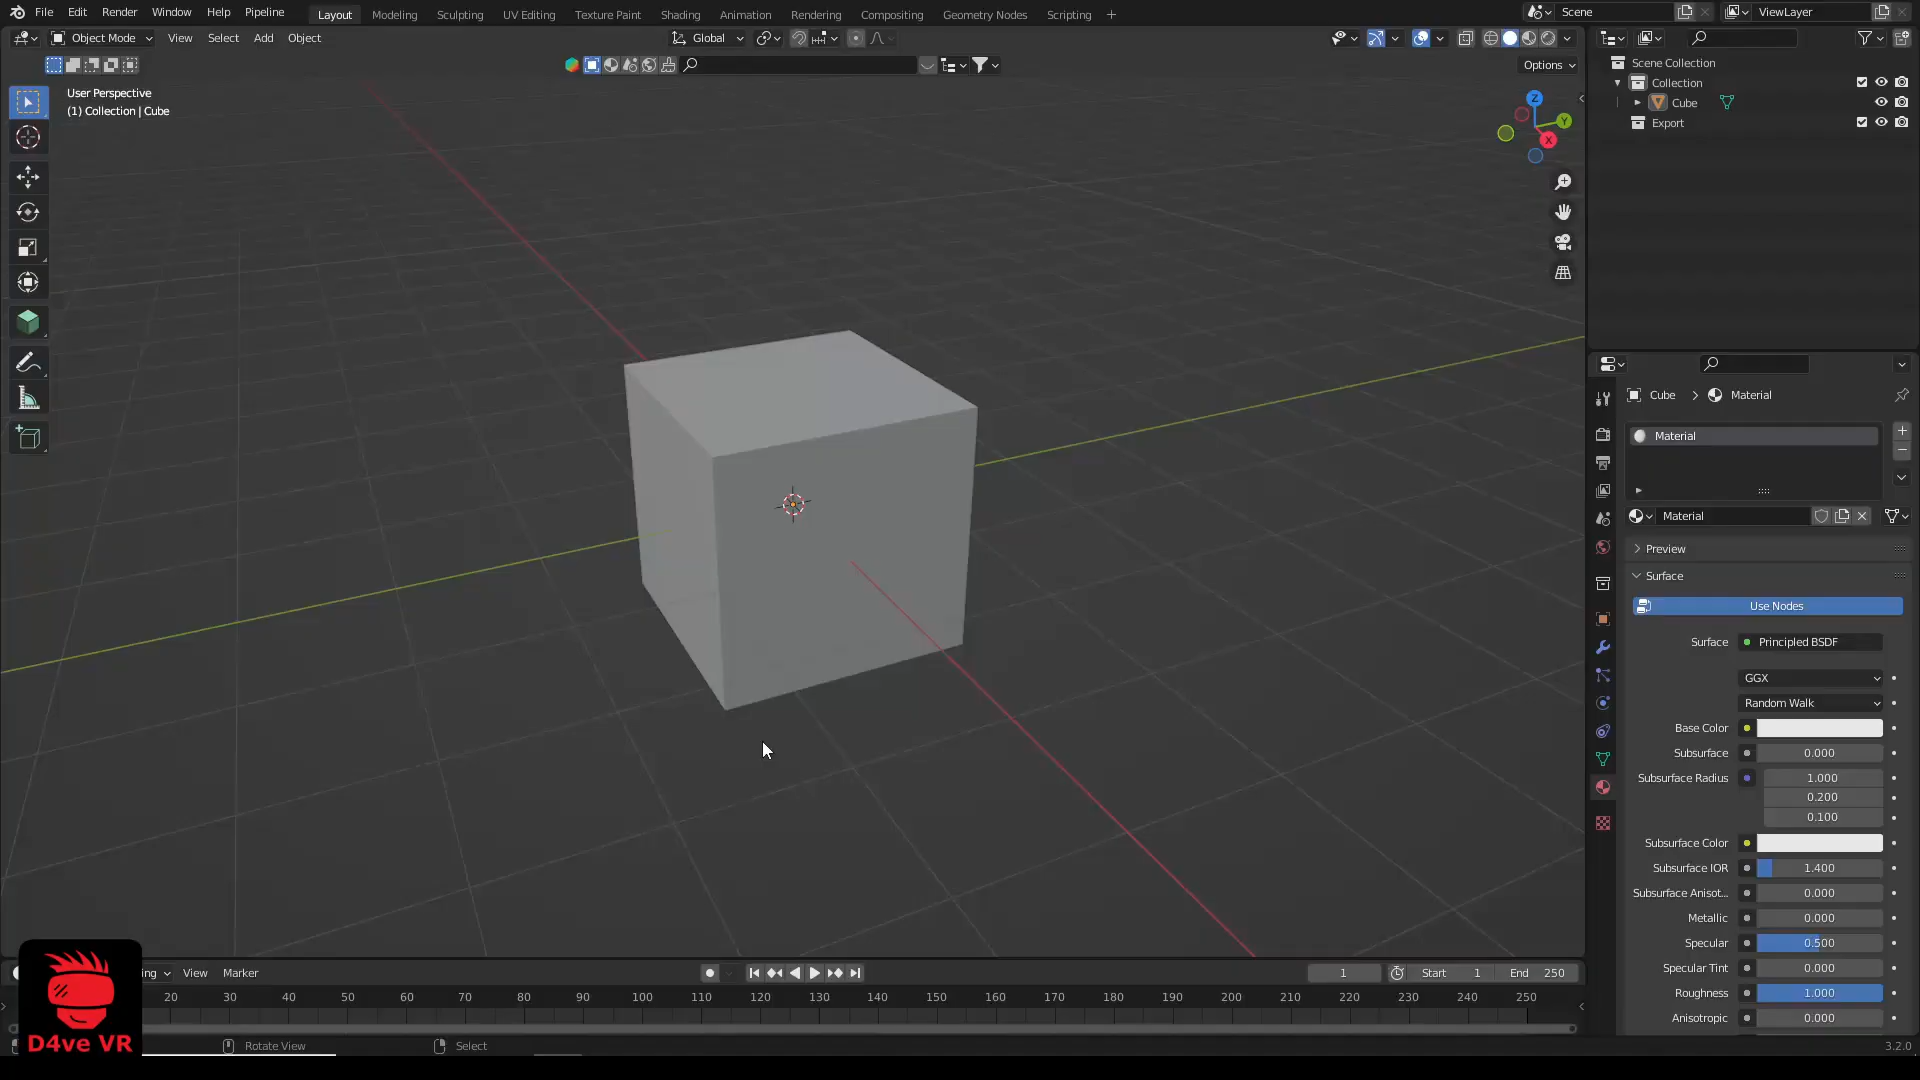 File Edit Render Window Help Pipeline Layout Modeling Sculpting UV Editing Texture Paint Shading Animation Rendering Compositing Geometry Nodes Scripting + Scene ViewLayer
Object Mode View Select Add Object Global
Options
User Perspective
(1) Collection | Cube
Z
Y
X
Scene Collection
Collection
Cube
Export
Cube > Material
Material
Material
Preview
Surface
Use Nodes
Surface Principled BSDF
GGX
Random Walk
Base Color
Subsurface 0.000
Subsurface Radius 1.000
0.200
0.100
Subsurface Color
Subsurface IOR 1.400
Subsurface Anisot... 0.000
Metallic 0.000
Specular 0.500
Specular Tint 0.000
Roughness 1.000
Anisotropic 0.000
ing View Marker 1 Start 1 End 250
20 30 40 50 60 70 80 90 100 110 120 130 140 150 160 170 180 190 200 210 220 230 240 250
D4ve VR
Rotate View Select 3.2.0